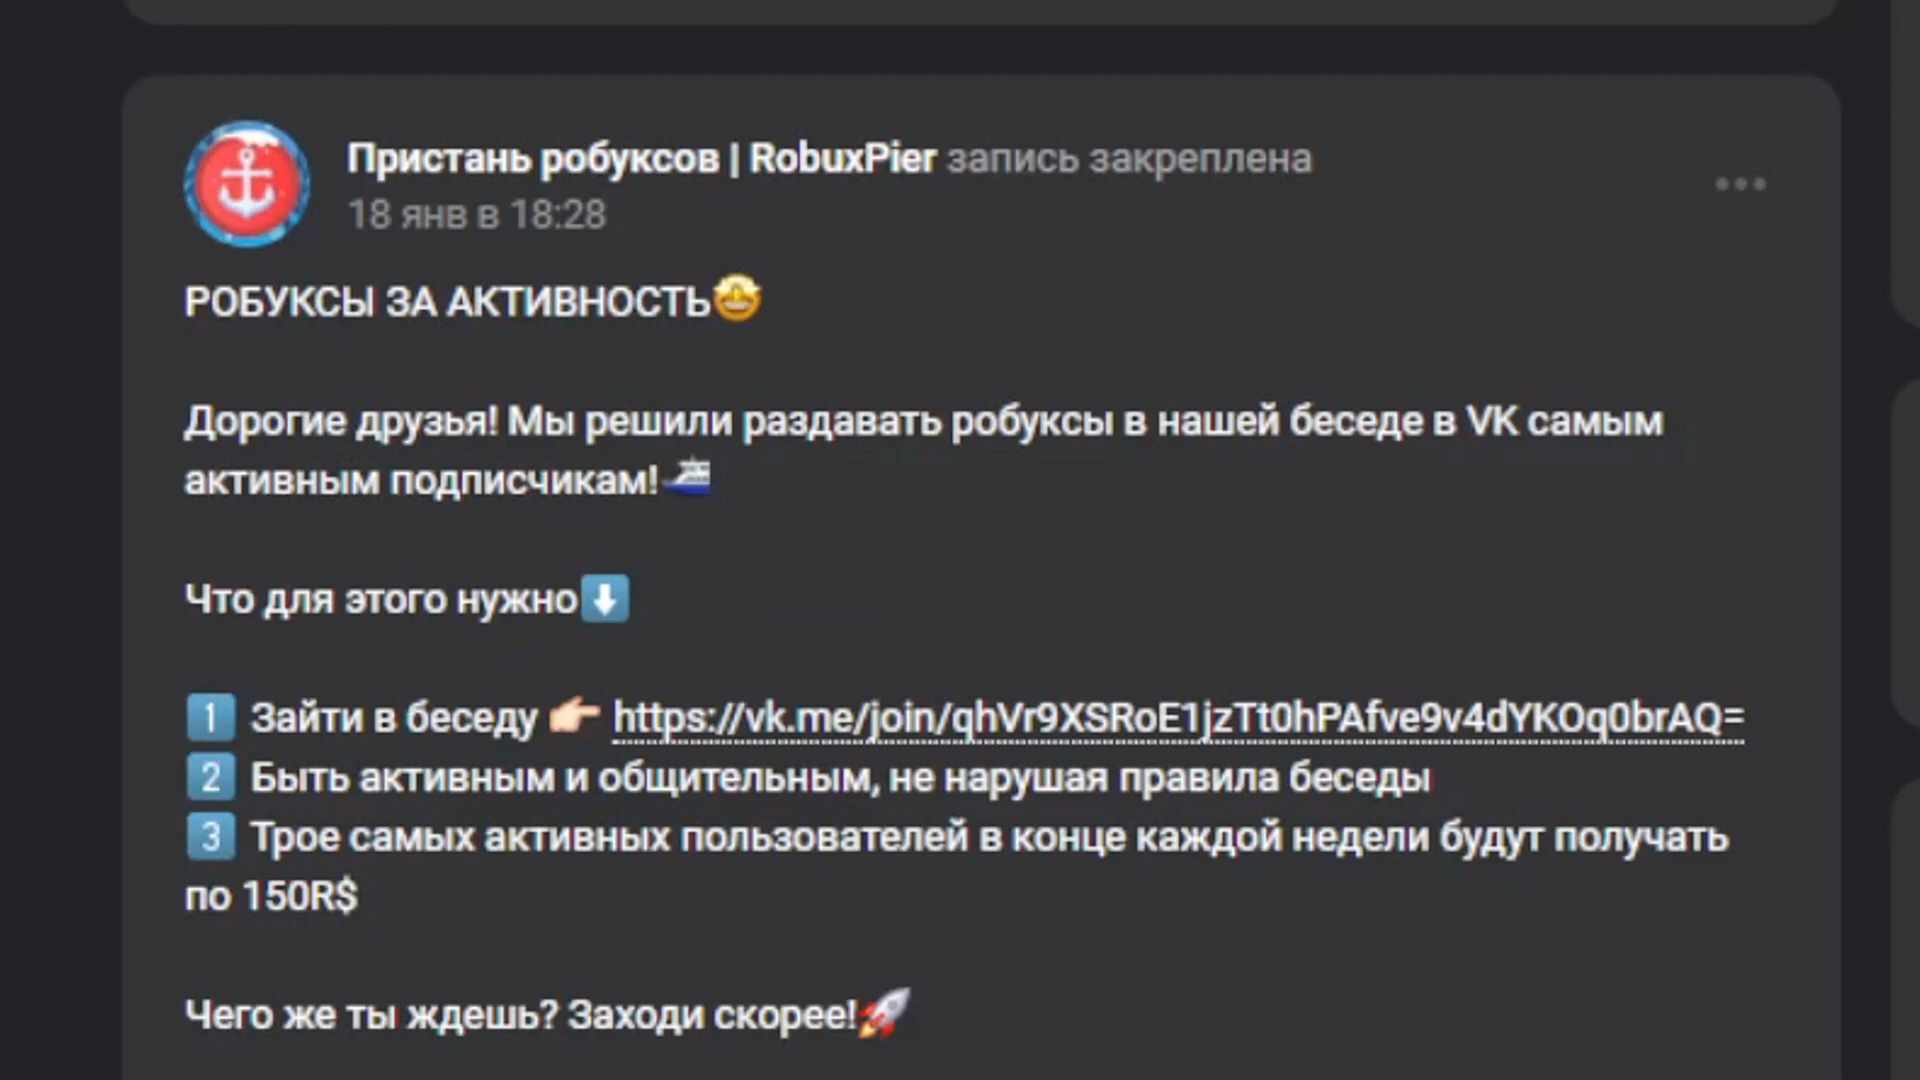 Пристань робуксов | RobuxPier запись закреплена
18 янв в 18:28
РОБУКСЫ ЗА АКТИВНОСТЬ🤩
Дорогие друзья! Мы решили раздавать робуксы в нашей беседе в VK самым
активным подписчикам!🛥
Что для этого нужно⬇
1️⃣ Зайти в беседу 👉🏻 https://vk.me/join/qhVr9XSRoE1jzTt0hPAfve9v4dYKOq0brAQ=
2️⃣ Быть активным и общительным, не нарушая правила беседы
3️⃣ Трое самых активных пользователей в конце каждой недели будут получать
по 150R$
Чего же ты ждешь? Заходи скорее!🚀